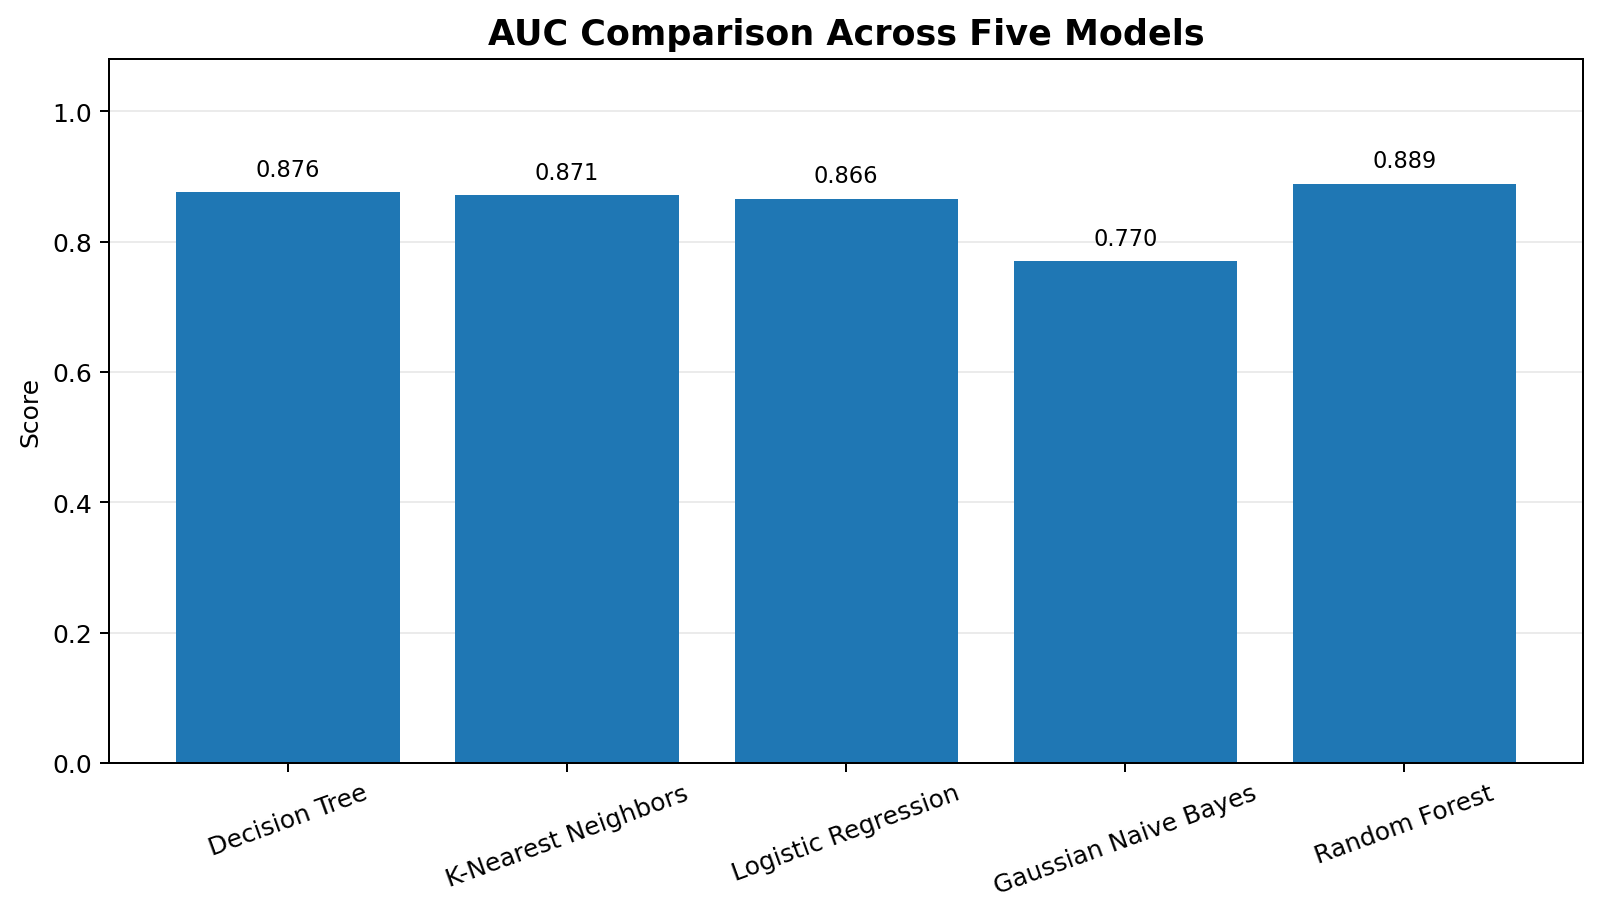 AUC Comparison Across Five Models
Score
1.0
0.8
0.6
0.4
0.2
0.0
0.876
0.871
0.866
0.770
0.889
Decision Tree
K-Nearest Neighbors
Logistic Regression
Gaussian Naive Bayes
Random Forest